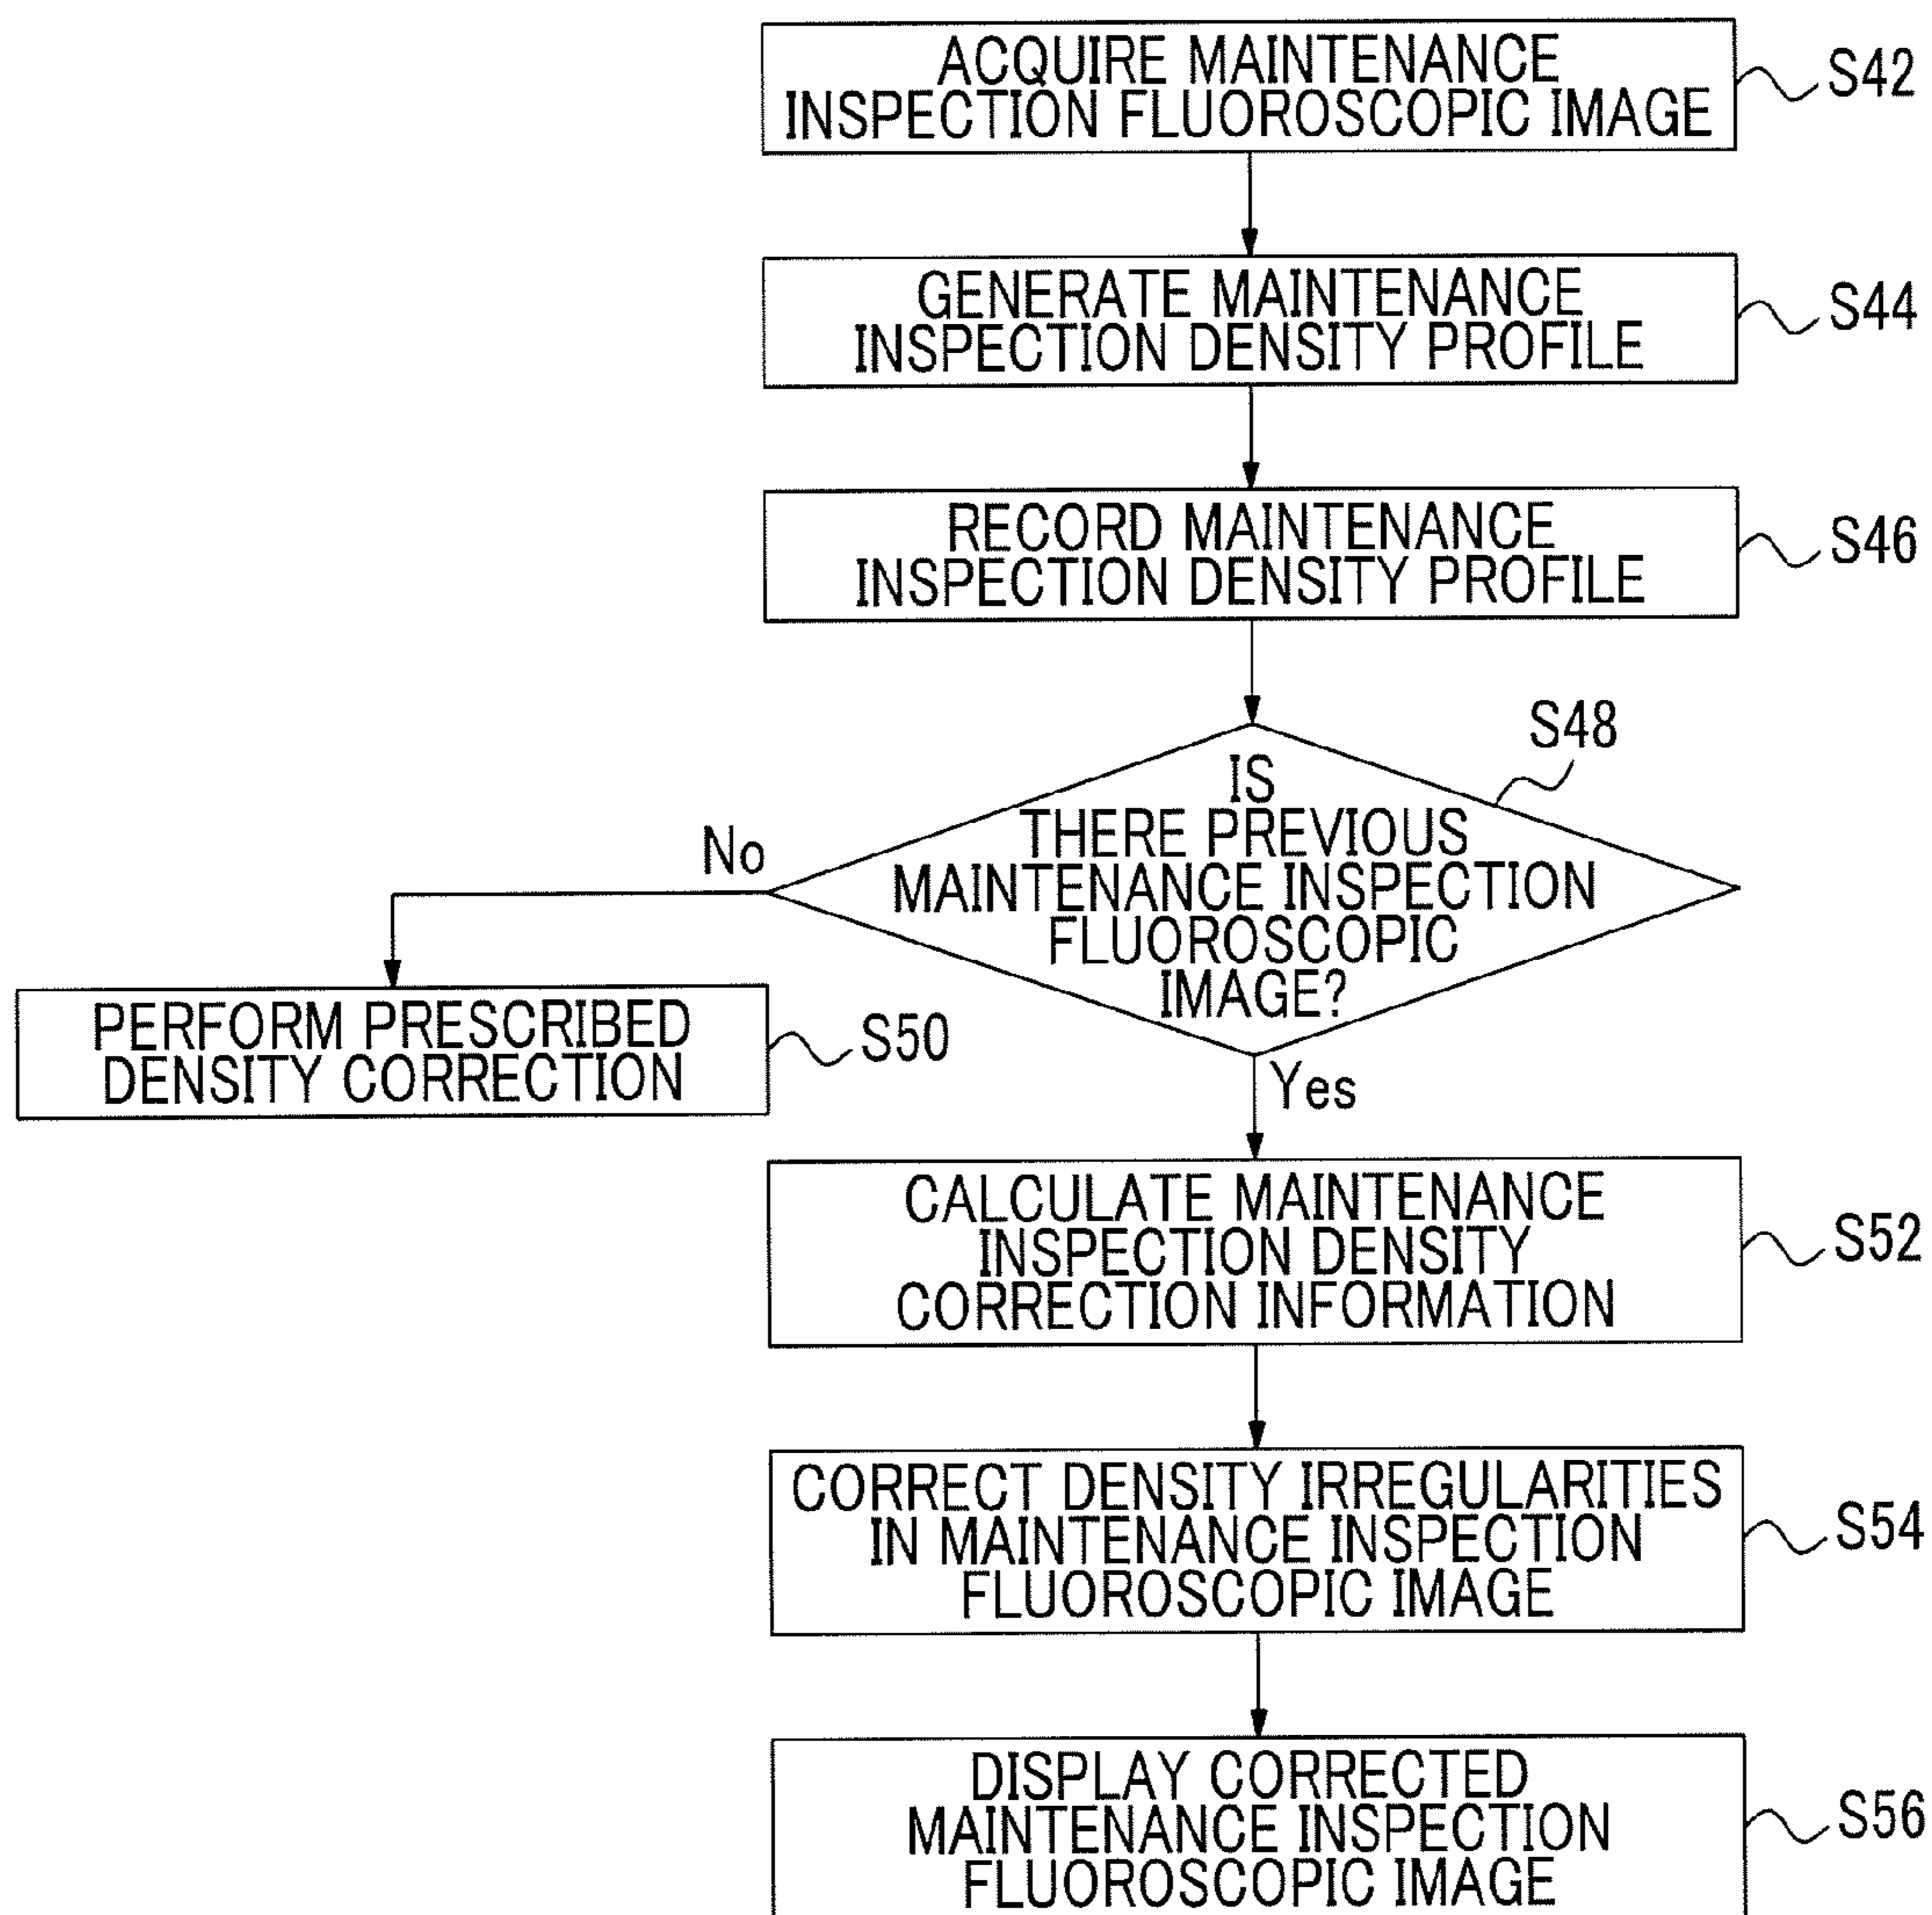 ACQUIRE MAINTENANCE
INSPECTION FLUOROSCOPIC IMAGE
S42
GENERATE MAINTENANCE
INSPECTION DENSITY PROFILE
S44
RECORD MAINTENANCE
INSPECTION DENSITY PROFILE
S46
S48
IS
THERE PREVIOUS
MAINTENANCE INSPECTION
FLUOROSCOPIC
IMAGE?
No
PERFORM PRESCRIBED
DENSITY CORRECTION
S50
Yes
CALCULATE MAINTENANCE
INSPECTION DENSITY
CORRECTION INFORMATION
S52
CORRECT DENSITY IRREGULARITIES
IN MAINTENANCE INSPECTION
FLUOROSCOPIC IMAGE
S54
DISPLAY CORRECTED
MAINTENANCE INSPECTION
FLUOROSCOPIC IMAGE
S56